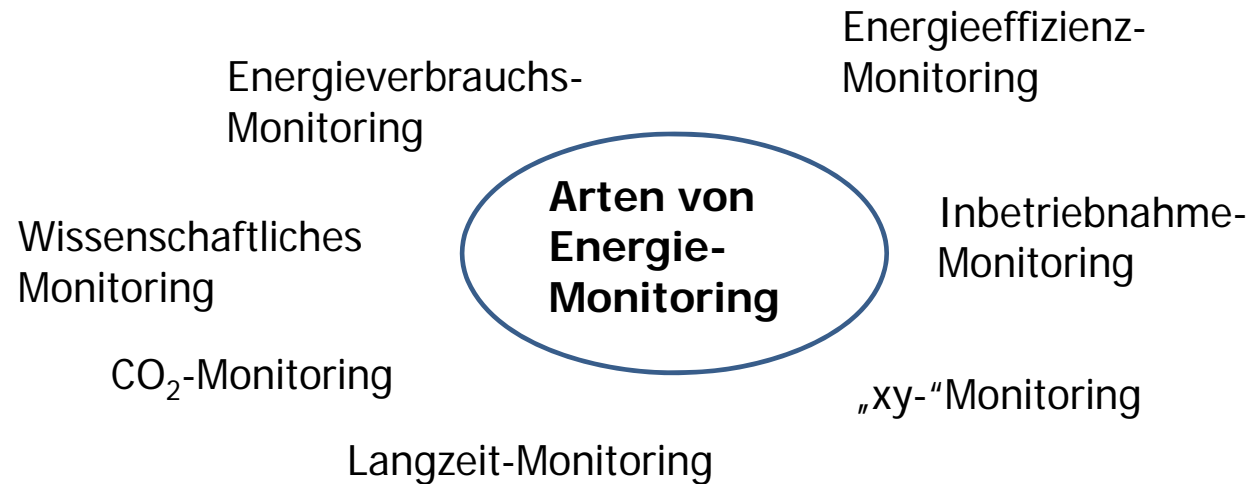 Energieeffizienz-
Monitoring
Energieverbrauchs-
Monitoring
Arten von
Energie-
Monitoring
Inbetriebnahme-
Monitoring
Wissenschaftliches
Monitoring
CO₂-Monitoring
„xy-“Monitoring
Langzeit-Monitoring